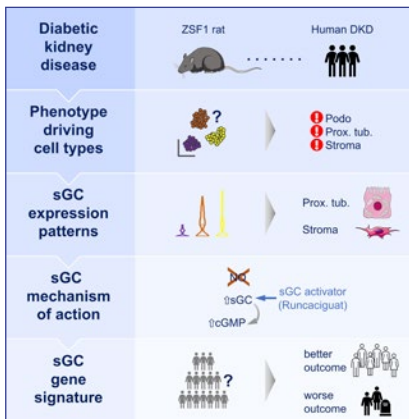 Diabetic
kidney
disease
ZSF1 rat
Human DKD
Phenotype
driving
cell types
?
Podo
Prox. tub.
Stroma
sGC
expression
patterns
Prox. tub.
Stroma
sGC
mechanism
of action
NO
⇧sGC
sGC activator
(Runcaciguat)
⇧cGMP
sGC
gene
signature
?
better
outcome
worse
outcome